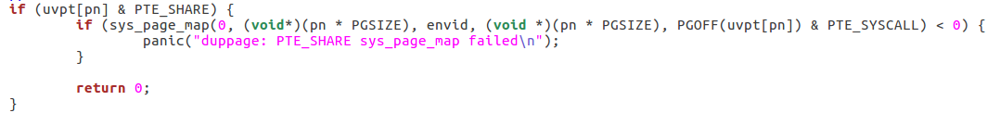 if (uvpt[pn] & PTE_SHARE) {
        if (sys_page_map(0, (void*)(pn * PGSIZE), envid, (void *)(pn * PGSIZE), PGOFF(uvpt[pn]) & PTE_SYSCALL) < 0) {
                panic("duppage: PTE_SHARE sys_page_map failed\n");
        }

        return 0;
}